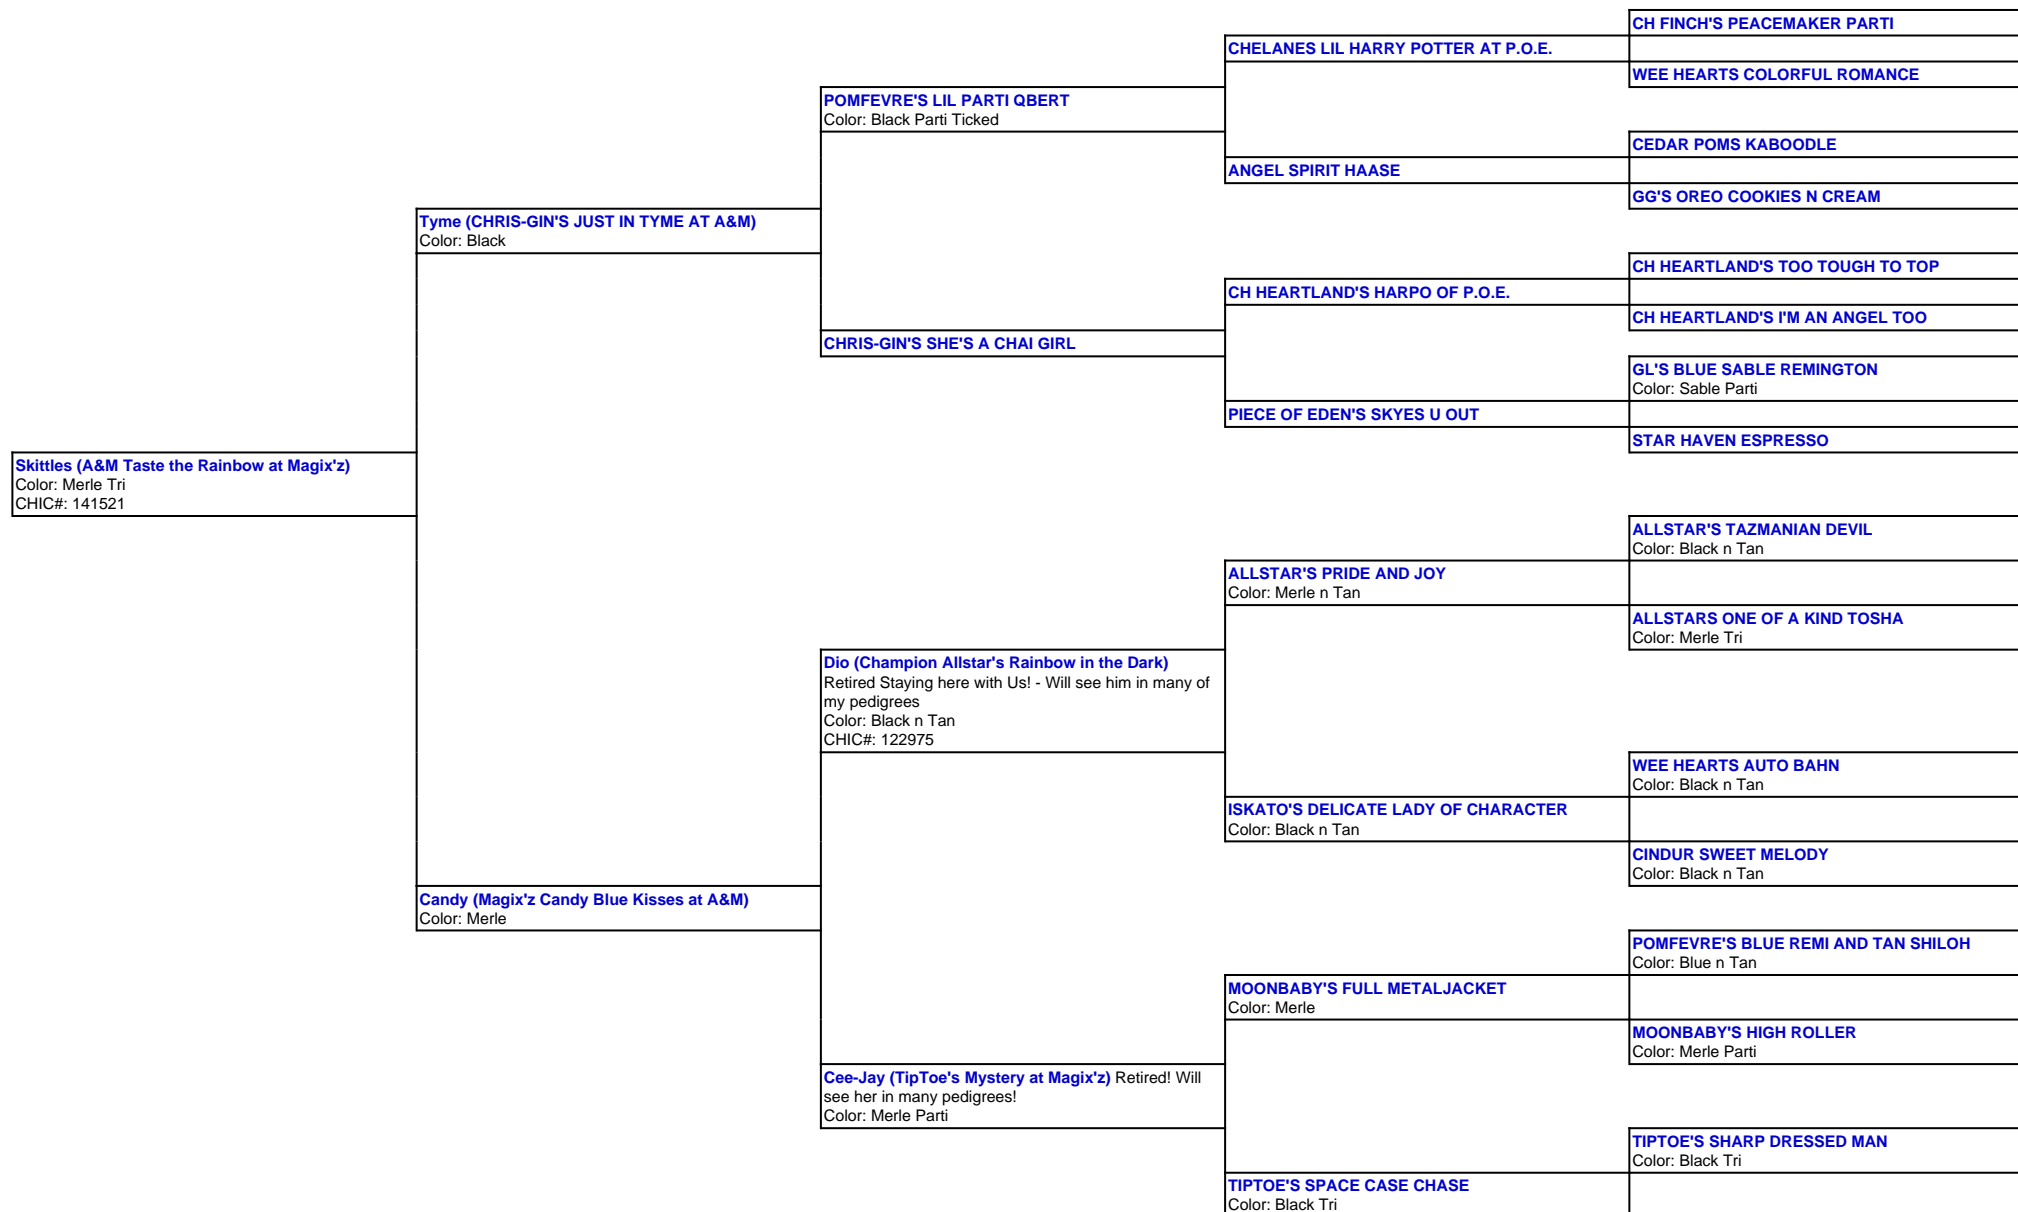 CH FINCH'S PEACEMAKER PARTI
CHELANES LIL HARRY POTTER AT P.O.E.
WEE HEARTS COLORFUL ROMANCE
POMFEVRE'S LIL PARTI QBERT
Color: Black Parti Ticked
CEDAR POMS KABOODLE
ANGEL SPIRIT HAASE
GG'S OREO COOKIES N CREAM
Tyme (CHRIS-GIN'S JUST IN TYME AT A&M)
Color: Black
CH HEARTLAND'S TOO TOUGH TO TOP
CH HEARTLAND'S HARPO OF P.O.E.
CH HEARTLAND'S I'M AN ANGEL TOO
CHRIS-GIN'S SHE'S A CHAI GIRL
GL'S BLUE SABLE REMINGTON
Color: Sable Parti
PIECE OF EDEN'S SKYES U OUT
STAR HAVEN ESPRESSO
Skittles (A&M Taste the Rainbow at Magix'z)
Color: Merle Tri
CHIC#: 141521
ALLSTAR'S TAZMANIAN DEVIL
Color: Black n Tan
ALLSTAR'S PRIDE AND JOY
Color: Merle n Tan
ALLSTARS ONE OF A KIND TOSHA
Color: Merle Tri
Dio (Champion Allstar's Rainbow in the Dark)
Retired Staying here with Us! - Will see him in many of
my pedigrees
Color: Black n Tan
CHIC#: 122975
WEE HEARTS AUTO BAHN
Color: Black n Tan
ISKATO'S DELICATE LADY OF CHARACTER
Color: Black n Tan
CINDUR SWEET MELODY
Color: Black n Tan
Candy (Magix'z Candy Blue Kisses at A&M)
Color: Merle
POMFEVRE'S BLUE REMI AND TAN SHILOH
Color: Blue n Tan
MOONBABY'S FULL METALJACKET
Color: Merle
MOONBABY'S HIGH ROLLER
Color: Merle Parti
Cee-Jay (TipToe's Mystery at Magix'z) Retired! Will
see her in many pedigrees!
Color: Merle Parti
TIPTOE'S SHARP DRESSED MAN
Color: Black Tri
TIPTOE'S SPACE CASE CHASE
Color: Black Tri